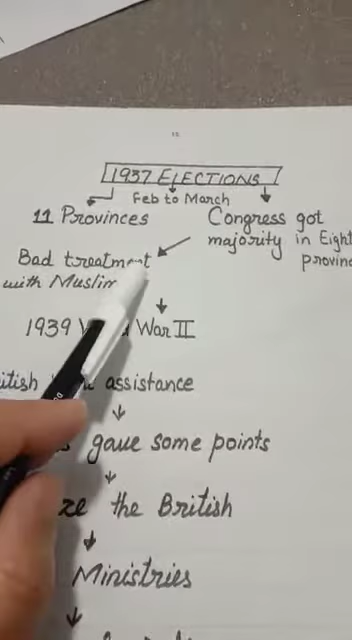 1937 ELECTIONS
Feb to March
11 Provinces
Congress got
majority in Eight
Bad treatment
with Muslim
1939 War II
assistance
gave some points
the British
Ministries